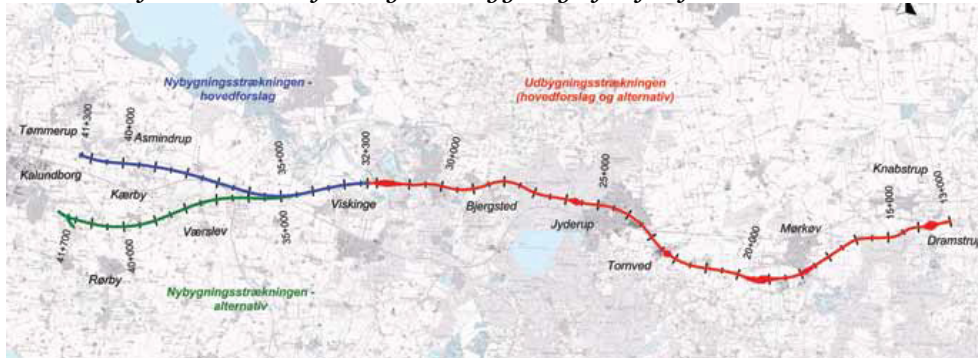 Nybygningsstrækningen -
hovedforslag
Udbygningsstrækningen
(hovedforslag og alternativ)
Tømmerup
41+300
40+000
Asmindrup
Kalundborg
Kærby
35+000
32+300
30+000
25+000
Knabstrup
13+000
15+000
Viskinge
Bjergsted
Jyderup
Værslev
35+000
41+700
40+000
Rørby
Tornved
20+000
Mørkøv
Dramstrup
Nybygningsstrækningen -
alternativ